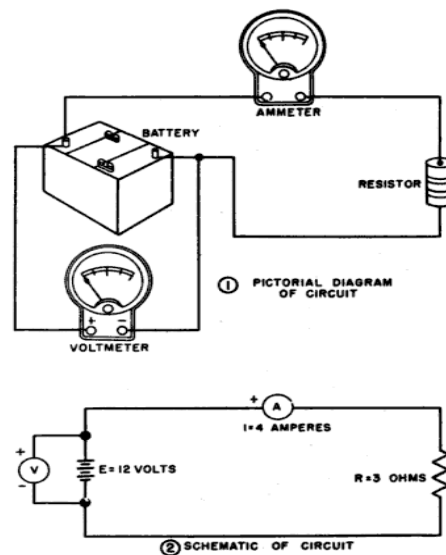 AMMETER
BATTERY
RESISTOR
① PICTORIAL DIAGRAM
OF CIRCUIT
+ −
VOLTMETER
+ A
I=4 AMPERES
+
V
−
E=12 VOLTS
R=3 OHMS
② SCHEMATIC OF CIRCUIT